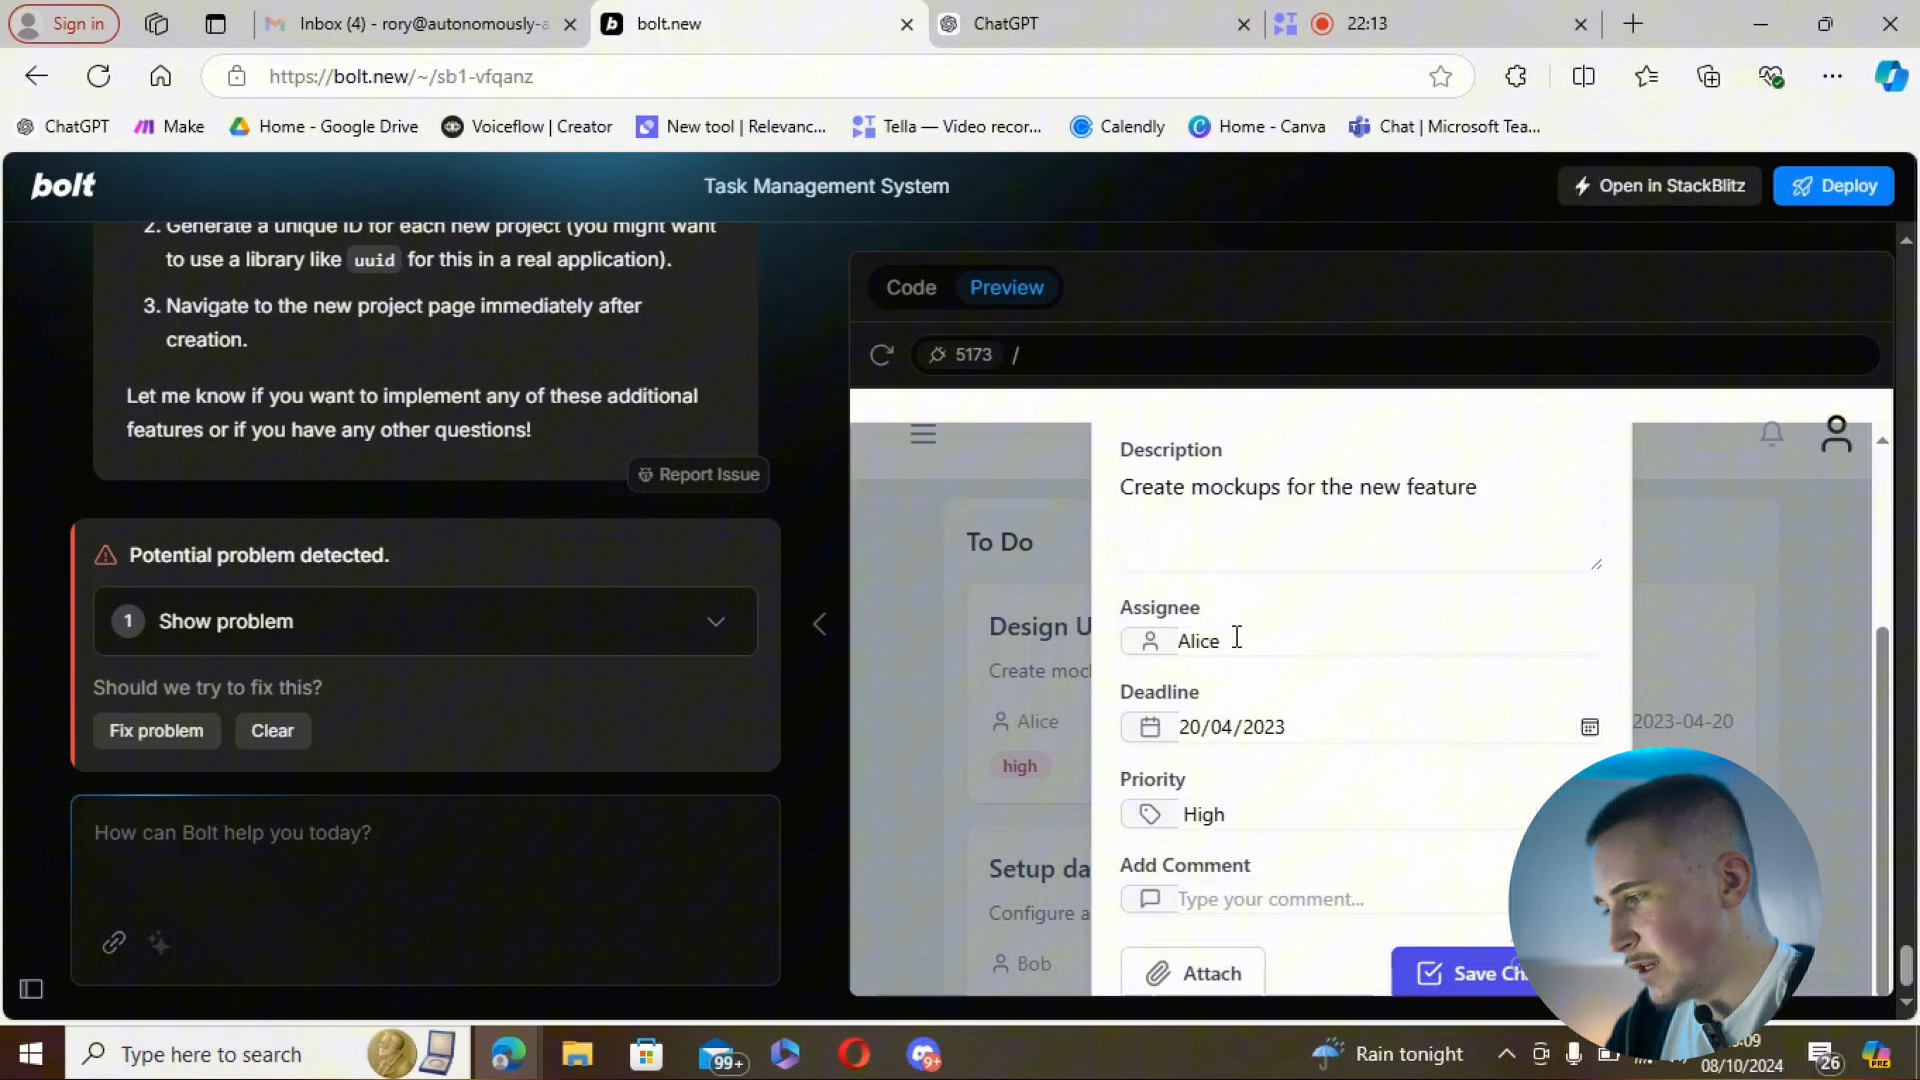 Sign in
Inbox (4) - rory@autonomously-a
bolt.new
ChatGPT
22:13
https://bolt.new/~/sb1-vfqanz
ChatGPT
Make
Home - Google Drive
Voiceflow | Creator
New tool | Relevanc...
Tella — Video recor...
Calendly
Home - Canva
Chat | Microsoft Tea...
bolt
Task Management System
Open in StackBlitz
Deploy
2. Generate a unique ID for each new project (you might want
to use a library like uuid for this in a real application).
3. Navigate to the new project page immediately after
creation.
Let me know if you want to implement any of these additional
features or if you have any other questions!
Report Issue
Potential problem detected.
1 Show problem
Should we try to fix this?
Fix problem
Clear
How can Bolt help you today?
Code
Preview
5173 /
To Do
Design U
Create moc
Alice
high
2023-04-20
Setup da
Configure a
Bob
Description
Create mockups for the new feature
Assignee
Alice
Deadline
20/04/2023
Priority
High
Add Comment
Type your comment...
Attach
Save Ch
Type here to search
99+
9+
Rain tonight
:09
08/10/2024
26
PRE